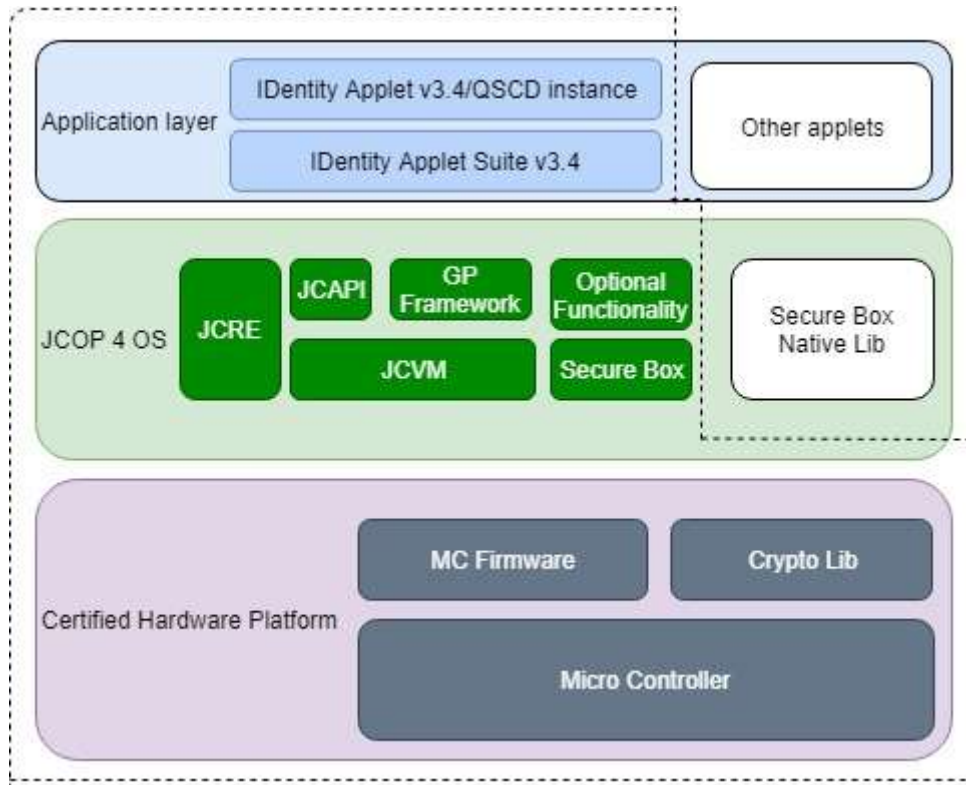 IDentity Applet v3.4/QSCD instance
Application layer
IDentity Applet Suite v3.4
Other applets
JCOP 4 OS
JCRE
JCAPI
GP
Framework
Optional
Functionality
JCVM
Secure Box
Secure Box
Native Lib
Certified Hardware Platform
MC Firmware
Crypto Lib
Micro Controller